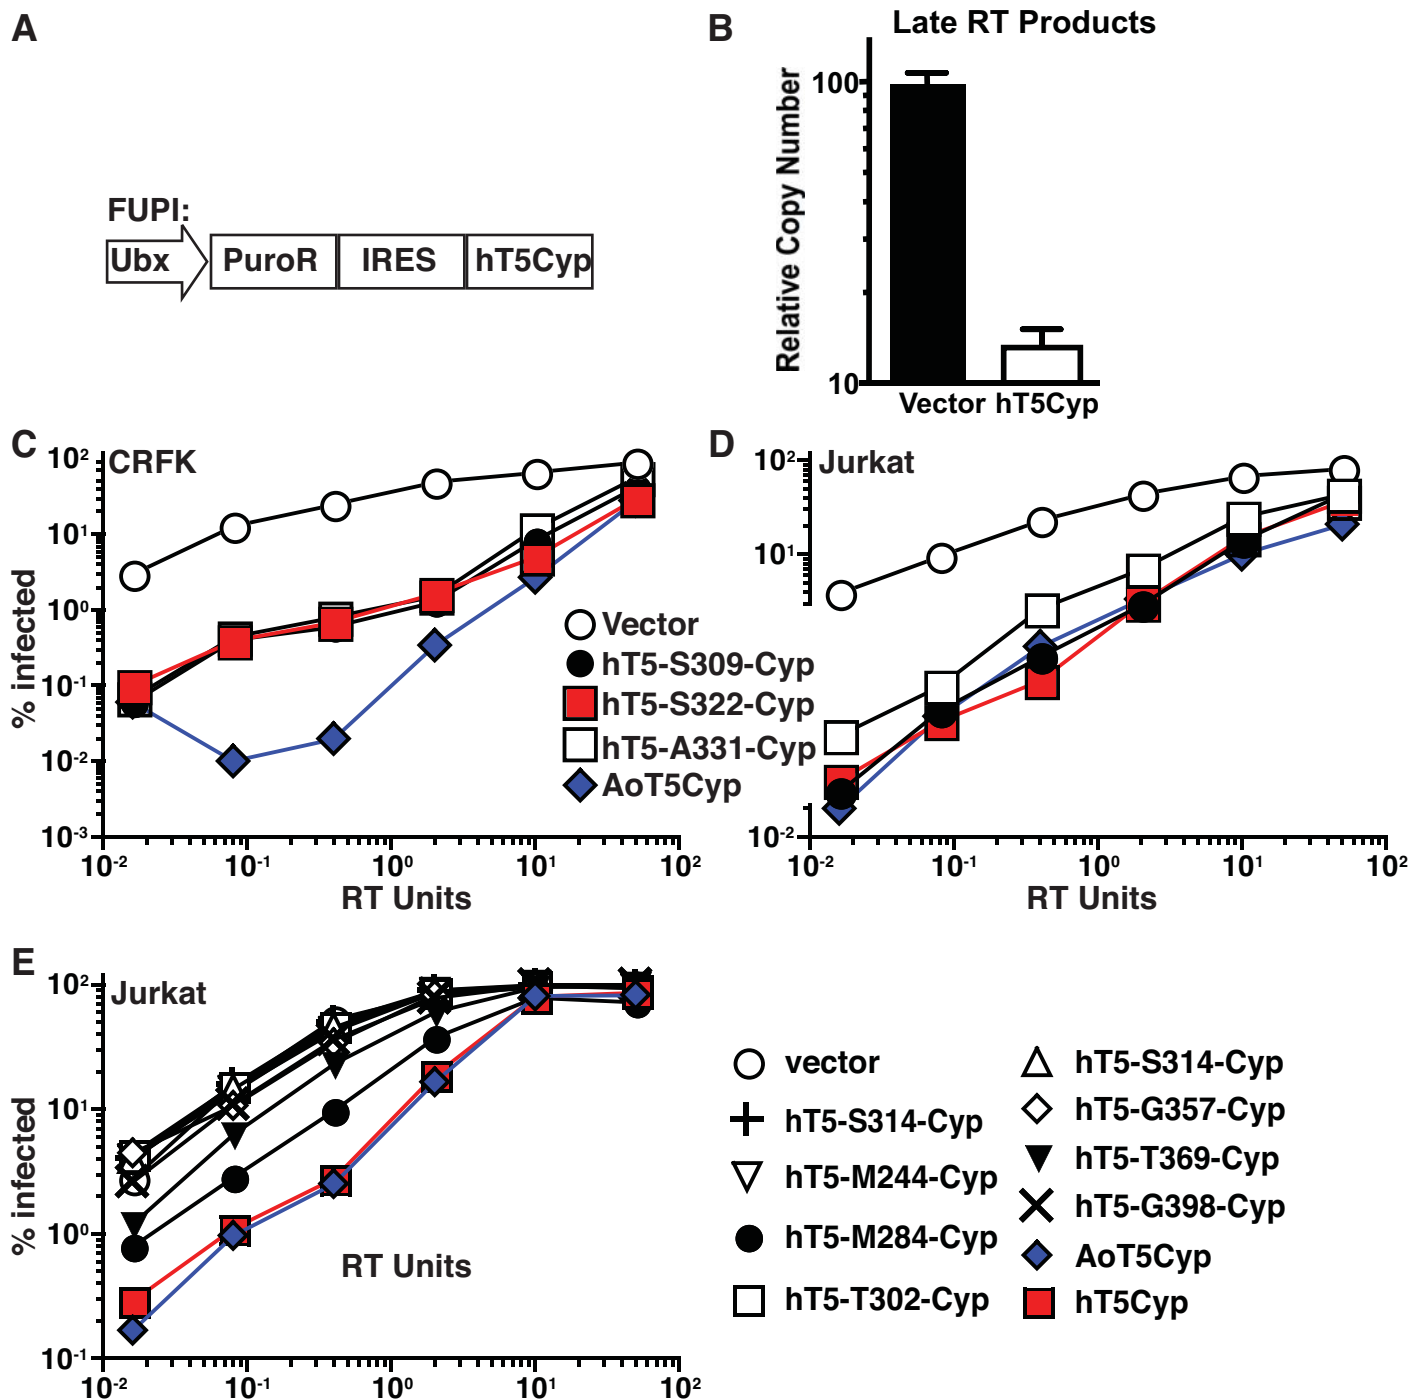 A
FUPI:
Ubx PuroR IRES hT5Cyp
B
Late RT Products
Relative Copy Number
100
10
Vector hT5Cyp
C
CRFK
% infected
10²
10¹
10⁰
10⁻¹
10⁻²
10⁻³
10⁻² 10⁻¹ 10⁰ 10¹ 10²
RT Units
Vector
hT5-S309-Cyp
hT5-S322-Cyp
hT5-A331-Cyp
AoT5Cyp
D
Jurkat
10²
10¹
10⁻²
10⁻² 10⁻¹ 10⁰ 10¹ 10²
RT Units
E
Jurkat
% infected
10²
10¹
10⁰
10⁻¹
10⁻² 10⁻¹ 10⁰ 10¹ 10²
RT Units
vector
hT5-S314-Cyp
hT5-M244-Cyp
hT5-M284-Cyp
hT5-T302-Cyp
hT5-S314-Cyp
hT5-G357-Cyp
hT5-T369-Cyp
hT5-G398-Cyp
AoT5Cyp
hT5Cyp